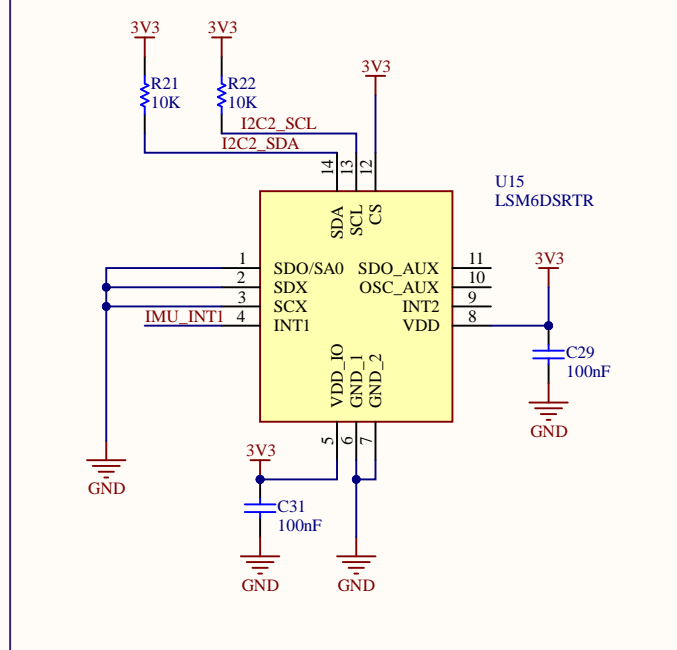 3V3
3V3
3V3
R21
10K
R22
10K
I2C2_SCL
I2C2_SDA
14
13
12
U15
LSM6DSRTR
SDA
SCL
CS
1
SDO/SA0
SDO_AUX
11
3V3
2
SDX
OSC_AUX
10
3
SCX
INT2
9
IMU_INT1
4
INT1
VDD
8
C29
100nF
VDD_IO
GND_1
GND_2
GND
5
6
7
3V3
GND
C31
100nF
GND
GND